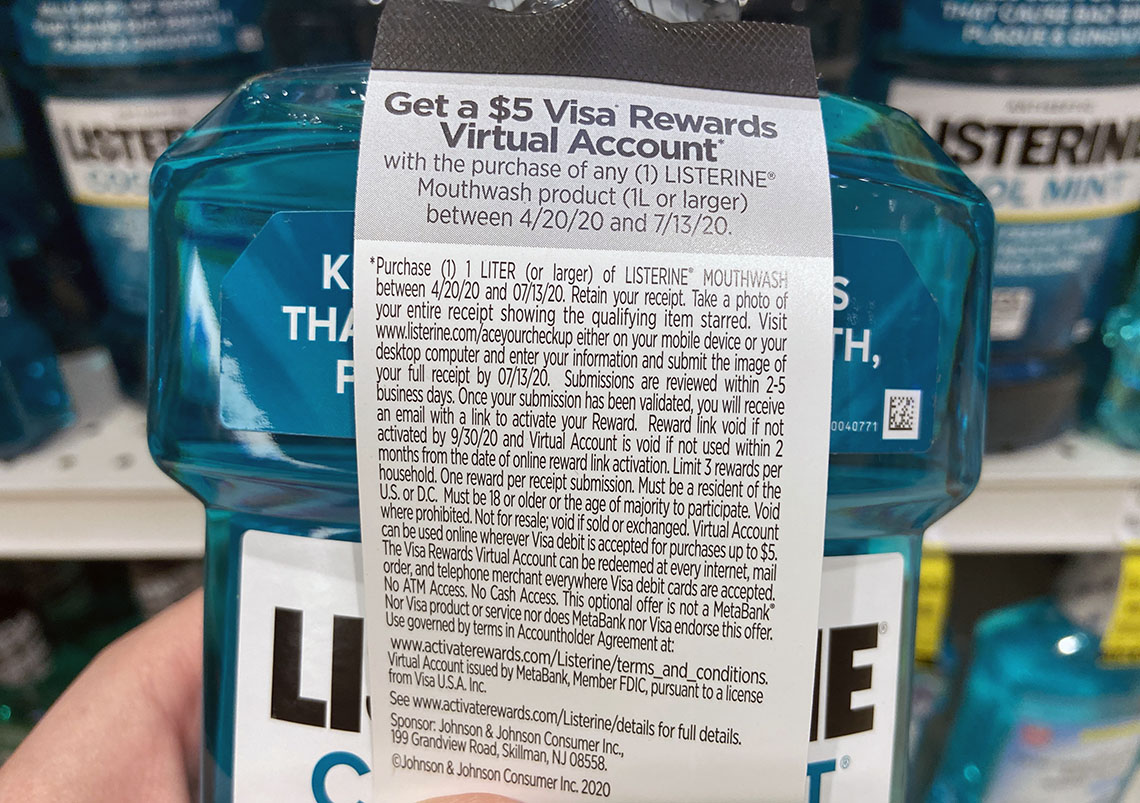 THAT CAUSE BAD
PLAQUE & GINGIV
LISTERINE
COO
LISTERINE
OL MINT
Get a $5 Visa® Rewards
Virtual Account*
with the purchase of any (1) LISTERINE®
Mouthwash product (1L or larger)
between 4/20/20 and 7/13/20.
*Purchase (1) 1 LITER (or larger) of LISTERINE® MOUTHWASH
between 4/20/20 and 07/13/20. Retain your receipt. Take a photo of
your entire receipt showing the qualifying item starred. Visit
www.listerine.com/aceyourcheckup either on your mobile device or your
desktop computer and enter your information and submit the image of
your full receipt by 07/13/20. Submissions are reviewed within 2-5
business days. Once your submission has been validated, you will receive
an email with a link to activate your Reward. Reward link void if not
activated by 9/30/20 and Virtual Account is void if not used within 2
months from the date of online reward link activation. Limit 3 rewards per
household. One reward per receipt submission. Must be a resident of the
U.S. or D.C. Must be 18 or older or the age of majority to participate. Void
where prohibited. Not for resale; void if sold or exchanged. Virtual Account
can be used online wherever Visa debit is accepted for purchases up to $5.
The Visa Rewards Virtual Account can be redeemed at every internet, mail
order, and telephone merchant everywhere Visa debit cards are accepted.
No ATM Access. No Cash Access. This optional offer is not a MetaBank®
Nor Visa product or service nor does MetaBank nor Visa endorse this offer.
Use governed by terms in Accountholder Agreement at:
www.activaterewards.com/Listerine/terms_and_conditions.
Virtual Account issued by MetaBank, Member FDIC, pursuant to a license
from Visa U.S.A. Inc.
See www.activaterewards.com/Listerine/details for full details.
Sponsor: Johnson & Johnson Consumer Inc.,
199 Grandview Road, Skillman, NJ 08558.
©Johnson & Johnson Consumer Inc. 2020
K S
THA TH,
P
0040771
LI NE®
C T®